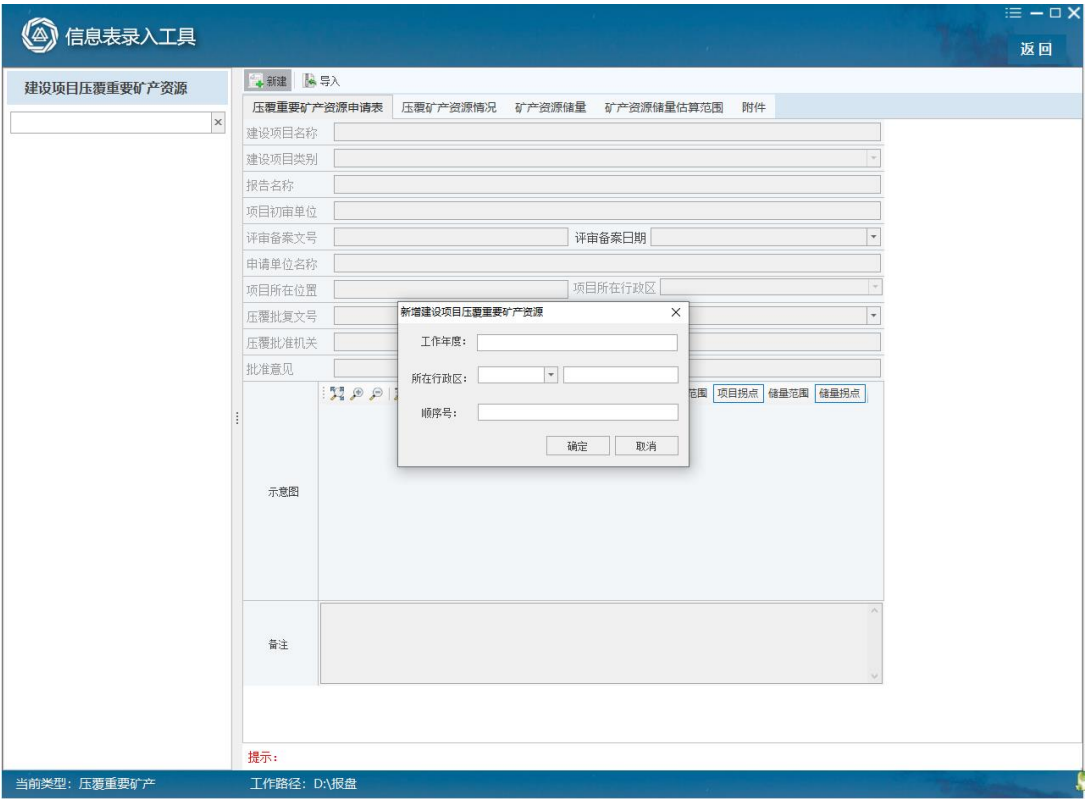 信息表录入工具
返回
建设项目压覆重要矿产资源
新建 导入
压覆重要矿产资源申请表 压覆矿产资源情况 矿产资源储量 矿产资源储量估算范围 附件
建设项目名称
建设项目类别
报告名称
项目初审单位
评审备案文号 评审备案日期
申请单位名称
项目所在位置 项目所在行政区
压覆批复文号
压覆批准机关
批准意见
新增建设项目压覆重要矿产资源
工作年度：
所在行政区：
顺序号：
确定 取消
范围 项目拐点 储量范围 储量拐点
示意图
备注
提示：
当前类型：压覆重要矿产 工作路径：D:\报盘